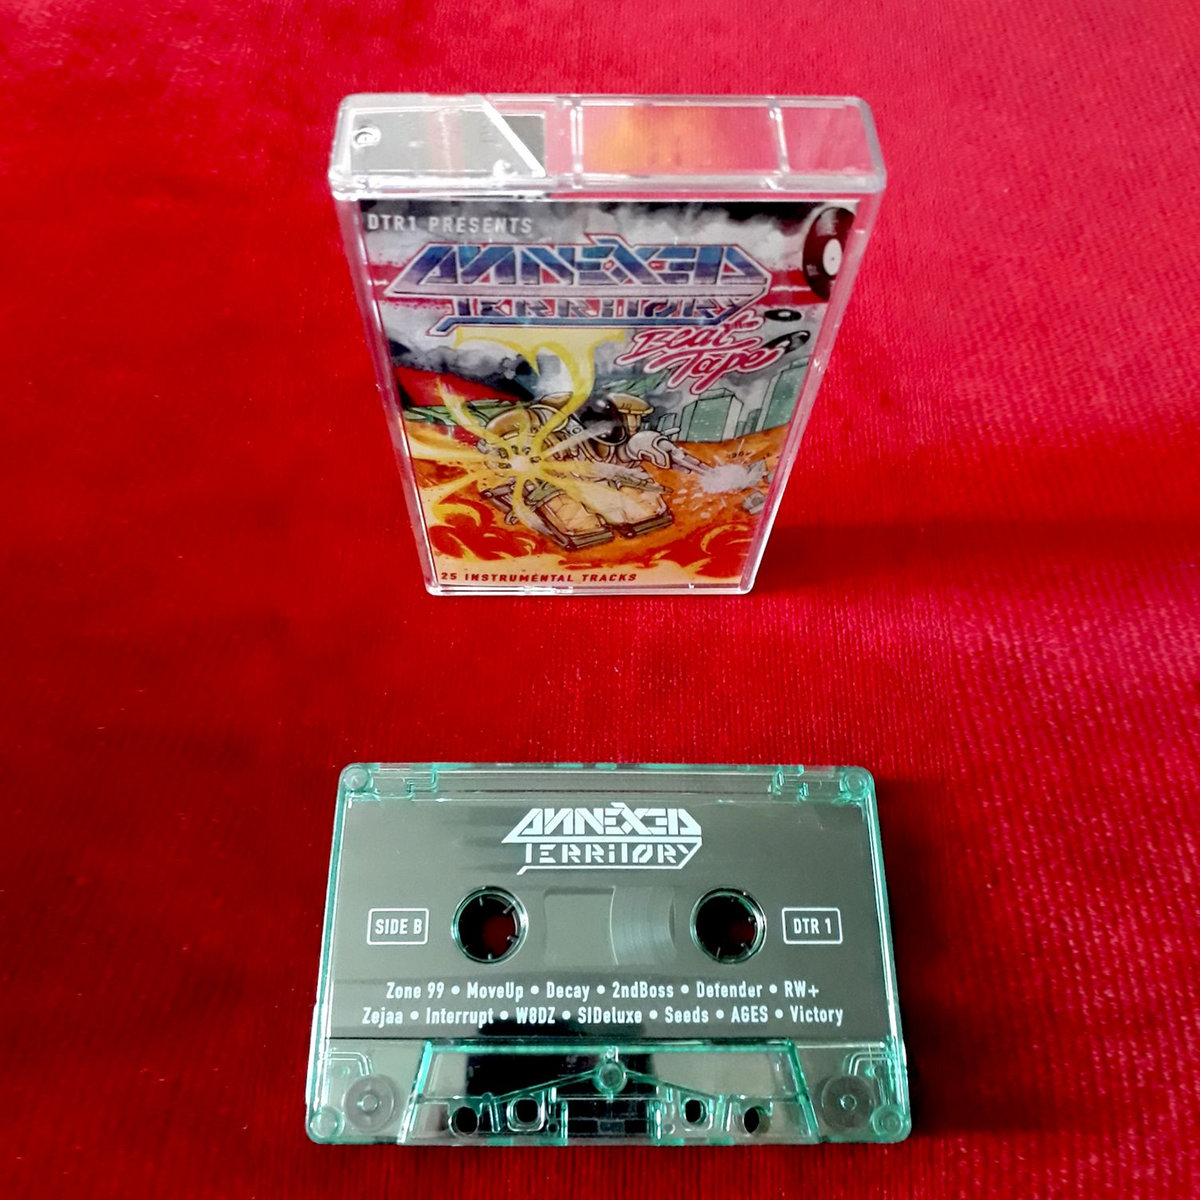 DTR1 PRESENTS
ANNEXED
TERRITORY
Beat
Tape
25 INSTRUMENTAL TRACKS
ANNEXED
TERRITORY
SIDE B
DTR 1
Zone 99 • MoveUp • Decay • 2ndBoss • Defender • RW+
Zejaa • Interrupt • W8DZ • SIDeluxe • Seeds • AGES • Victory